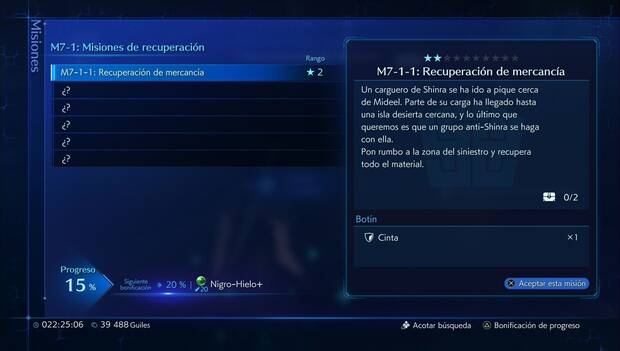 Misiones
M7-1: Misiones de recuperación
Rango
M7-1-1: Recuperación de mercancía ★ 2
¿?
¿?
¿?
¿?
¿?
Progreso
15 %
Siguiente
bonificación
20 %
20
Nigro-Hielo+
★★★★★★★★★★
M7-1-1: Recuperación de mercancía
Un carguero de Shinra se ha ido a pique cerca
de Mideel. Parte de su carga ha llegado hasta
una isla desierta cercana, y lo último que
queremos es que un grupo anti-Shinra se haga
con ella.
Pon rumbo a la zona del siniestro y recupera
todo el material.
0/2
Botín
Cinta ×1
Aceptar esta misión
022:25:06 39 488 Guiles
Acotar búsqueda Bonificación de progreso